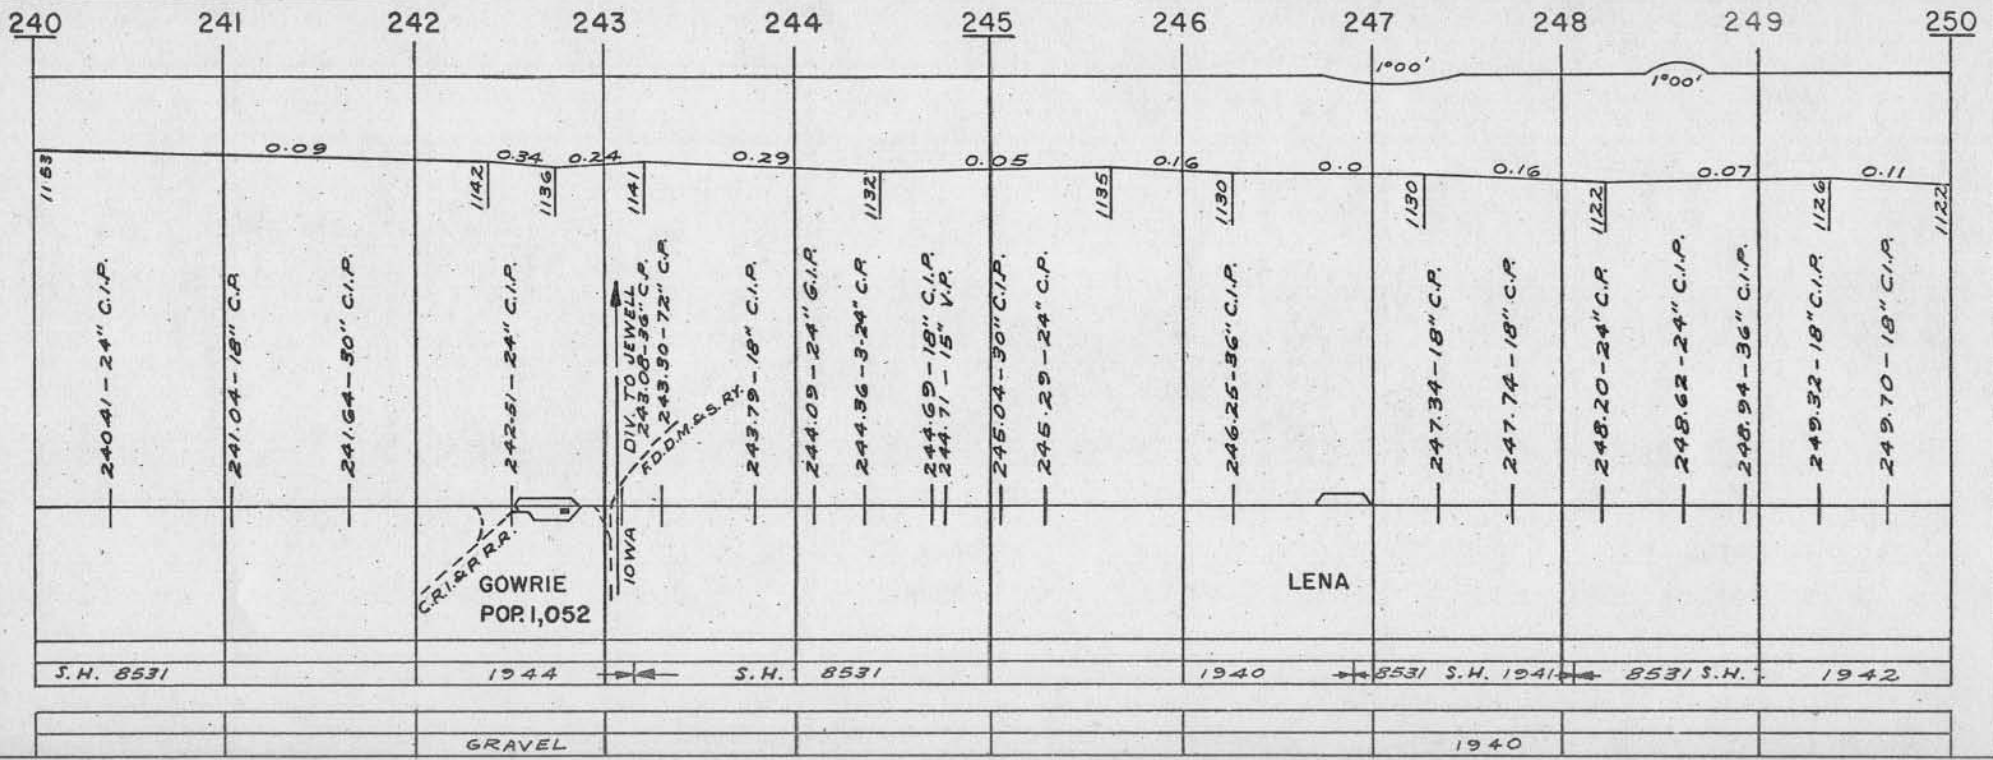 240 241 242 243 244 245 246 247 248 249 250
1°00' 1°00'
0.09 0.34 0.24 0.29 0.05 0.16 0.0 0.16 0.07 0.11
1153 1142 1136 1141 1132 1135 1130 1130 1122 1126 1122
240.41-24" C.I.P.
241.04-18" C.P.
241.64-30" C.I.P.
242.51-24" C.I.P.
DIV. TO JEWELL
243.08-36" C.P.
243.30-72" C.P.
F.D.D.M.&S.RY.
243.79-18" C.I.P.
244.09-24" C.I.P.
244.36-3-24" C.P.
244.69-18" C.I.P.
244.71-15" V.P.
245.04-30" C.I.P.
245.29-24" C.P.
246.25-36" C.I.P.
247.34-18" C.P.
247.74-18" C.P.
248.20-24" C.P.
248.62-24" C.I.P.
248.94-36" C.I.P.
249.32-18" C.I.P.
249.70-18" C.I.P.
C.R.I.&P.R.R.
IOWA
GOWRIE
POP. 1,052
LENA
S.H. 8531 1944 S.H. 8531 1940 8531 S.H. 1941 8531 S.H. 1942
GRAVEL 1940